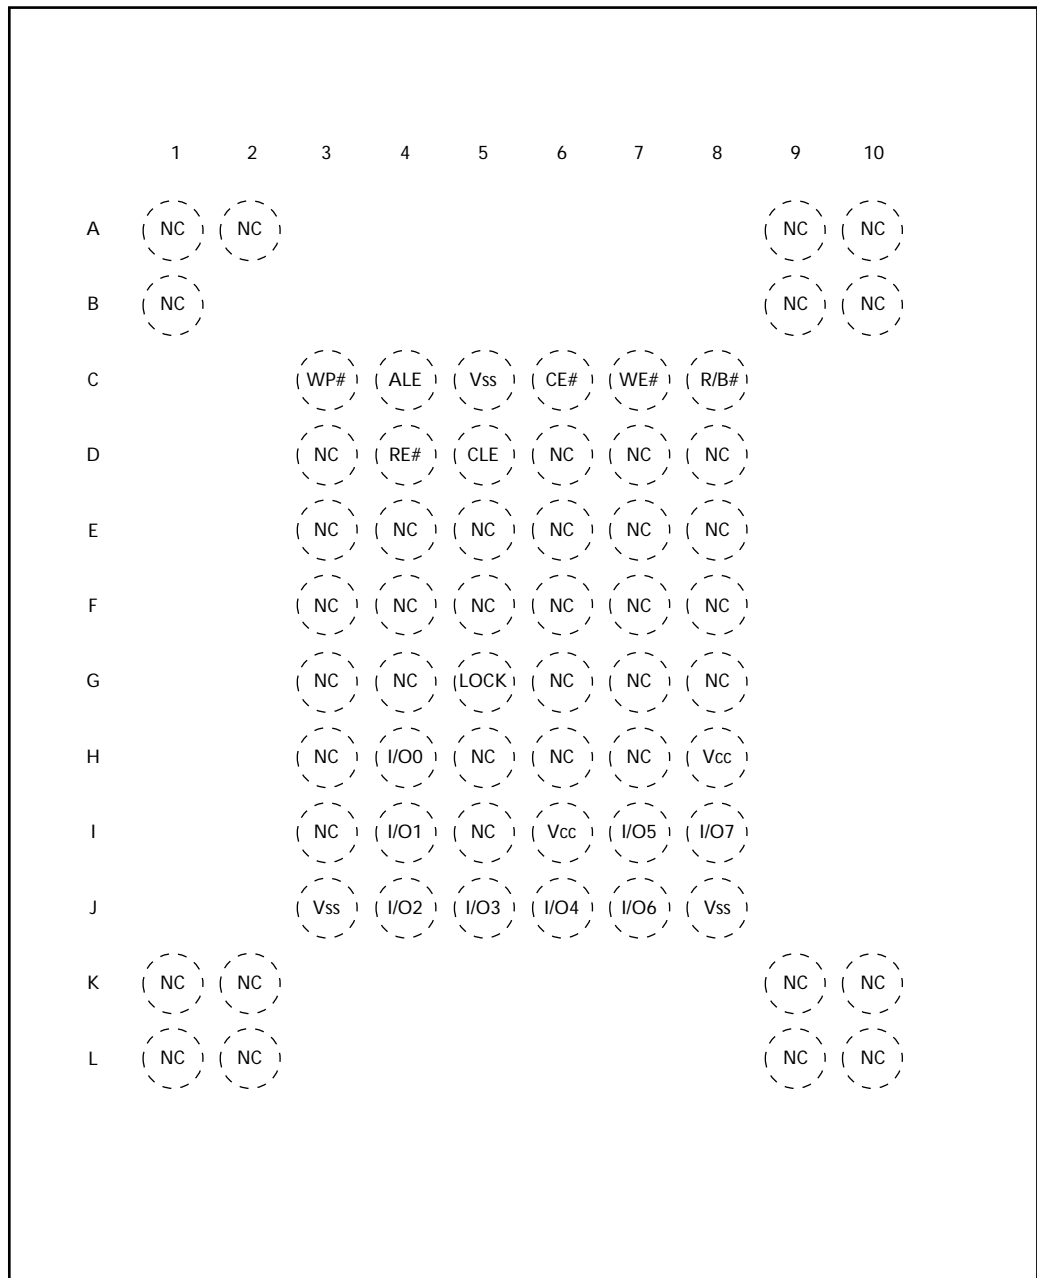 1 2 3 4 5 6 7 8 9 10
A NC NC NC NC
B NC NC NC
C WP# ALE Vss CE# WE# R/B#
D NC RE# CLE NC NC NC
E NC NC NC NC NC NC
F NC NC NC NC NC NC
G NC NC LOCK NC NC NC
H NC I/O0 NC NC NC Vcc
I NC I/O1 NC Vcc I/O5 I/O7
J Vss I/O2 I/O3 I/O4 I/O6 Vss
K NC NC NC NC
L NC NC NC NC